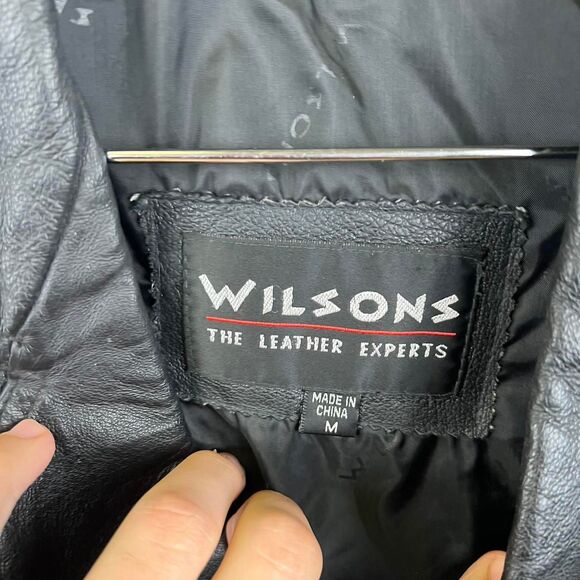 WILSONS
THE LEATHER EXPERTS
MADE IN
CHINA
M